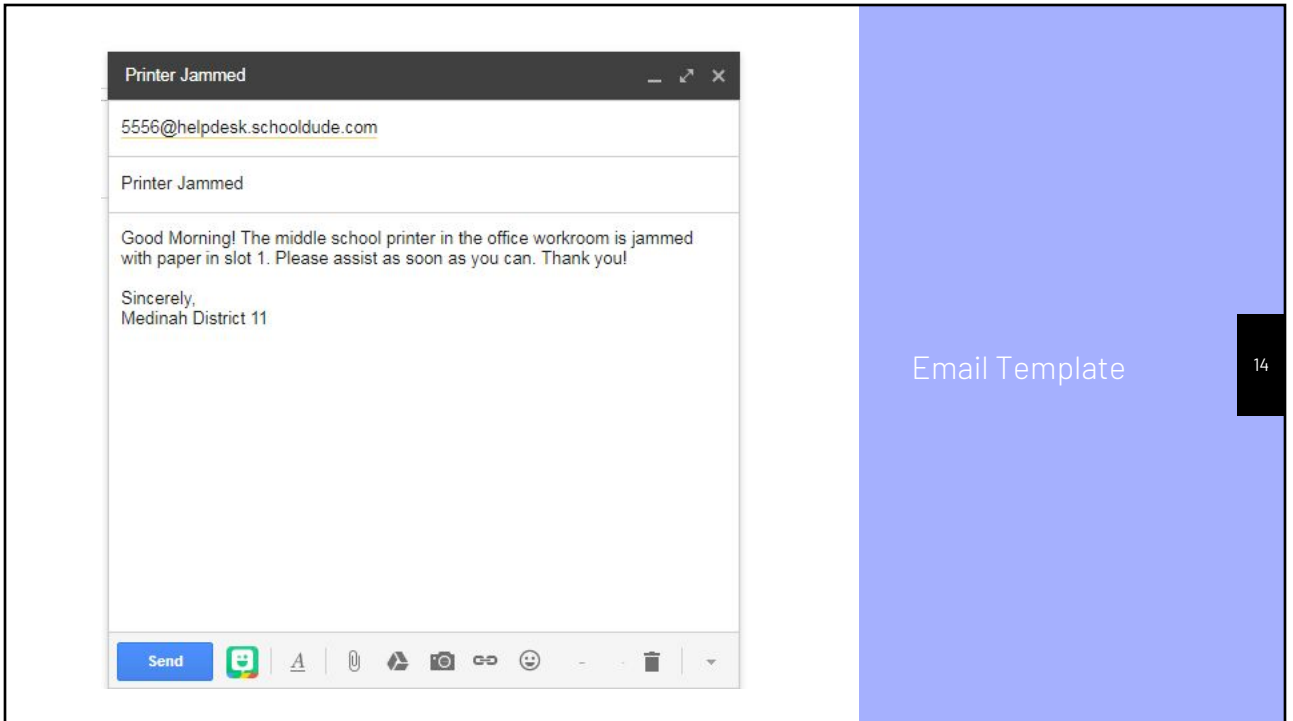 Printer Jammed
5556@helpdesk.schooldude.com
Printer Jammed
Good Morning! The middle school printer in the office workroom is jammed
with paper in slot 1. Please assist as soon as you can. Thank you!
Sincerely,
Medinah District 11
Send
A
Email Template
14